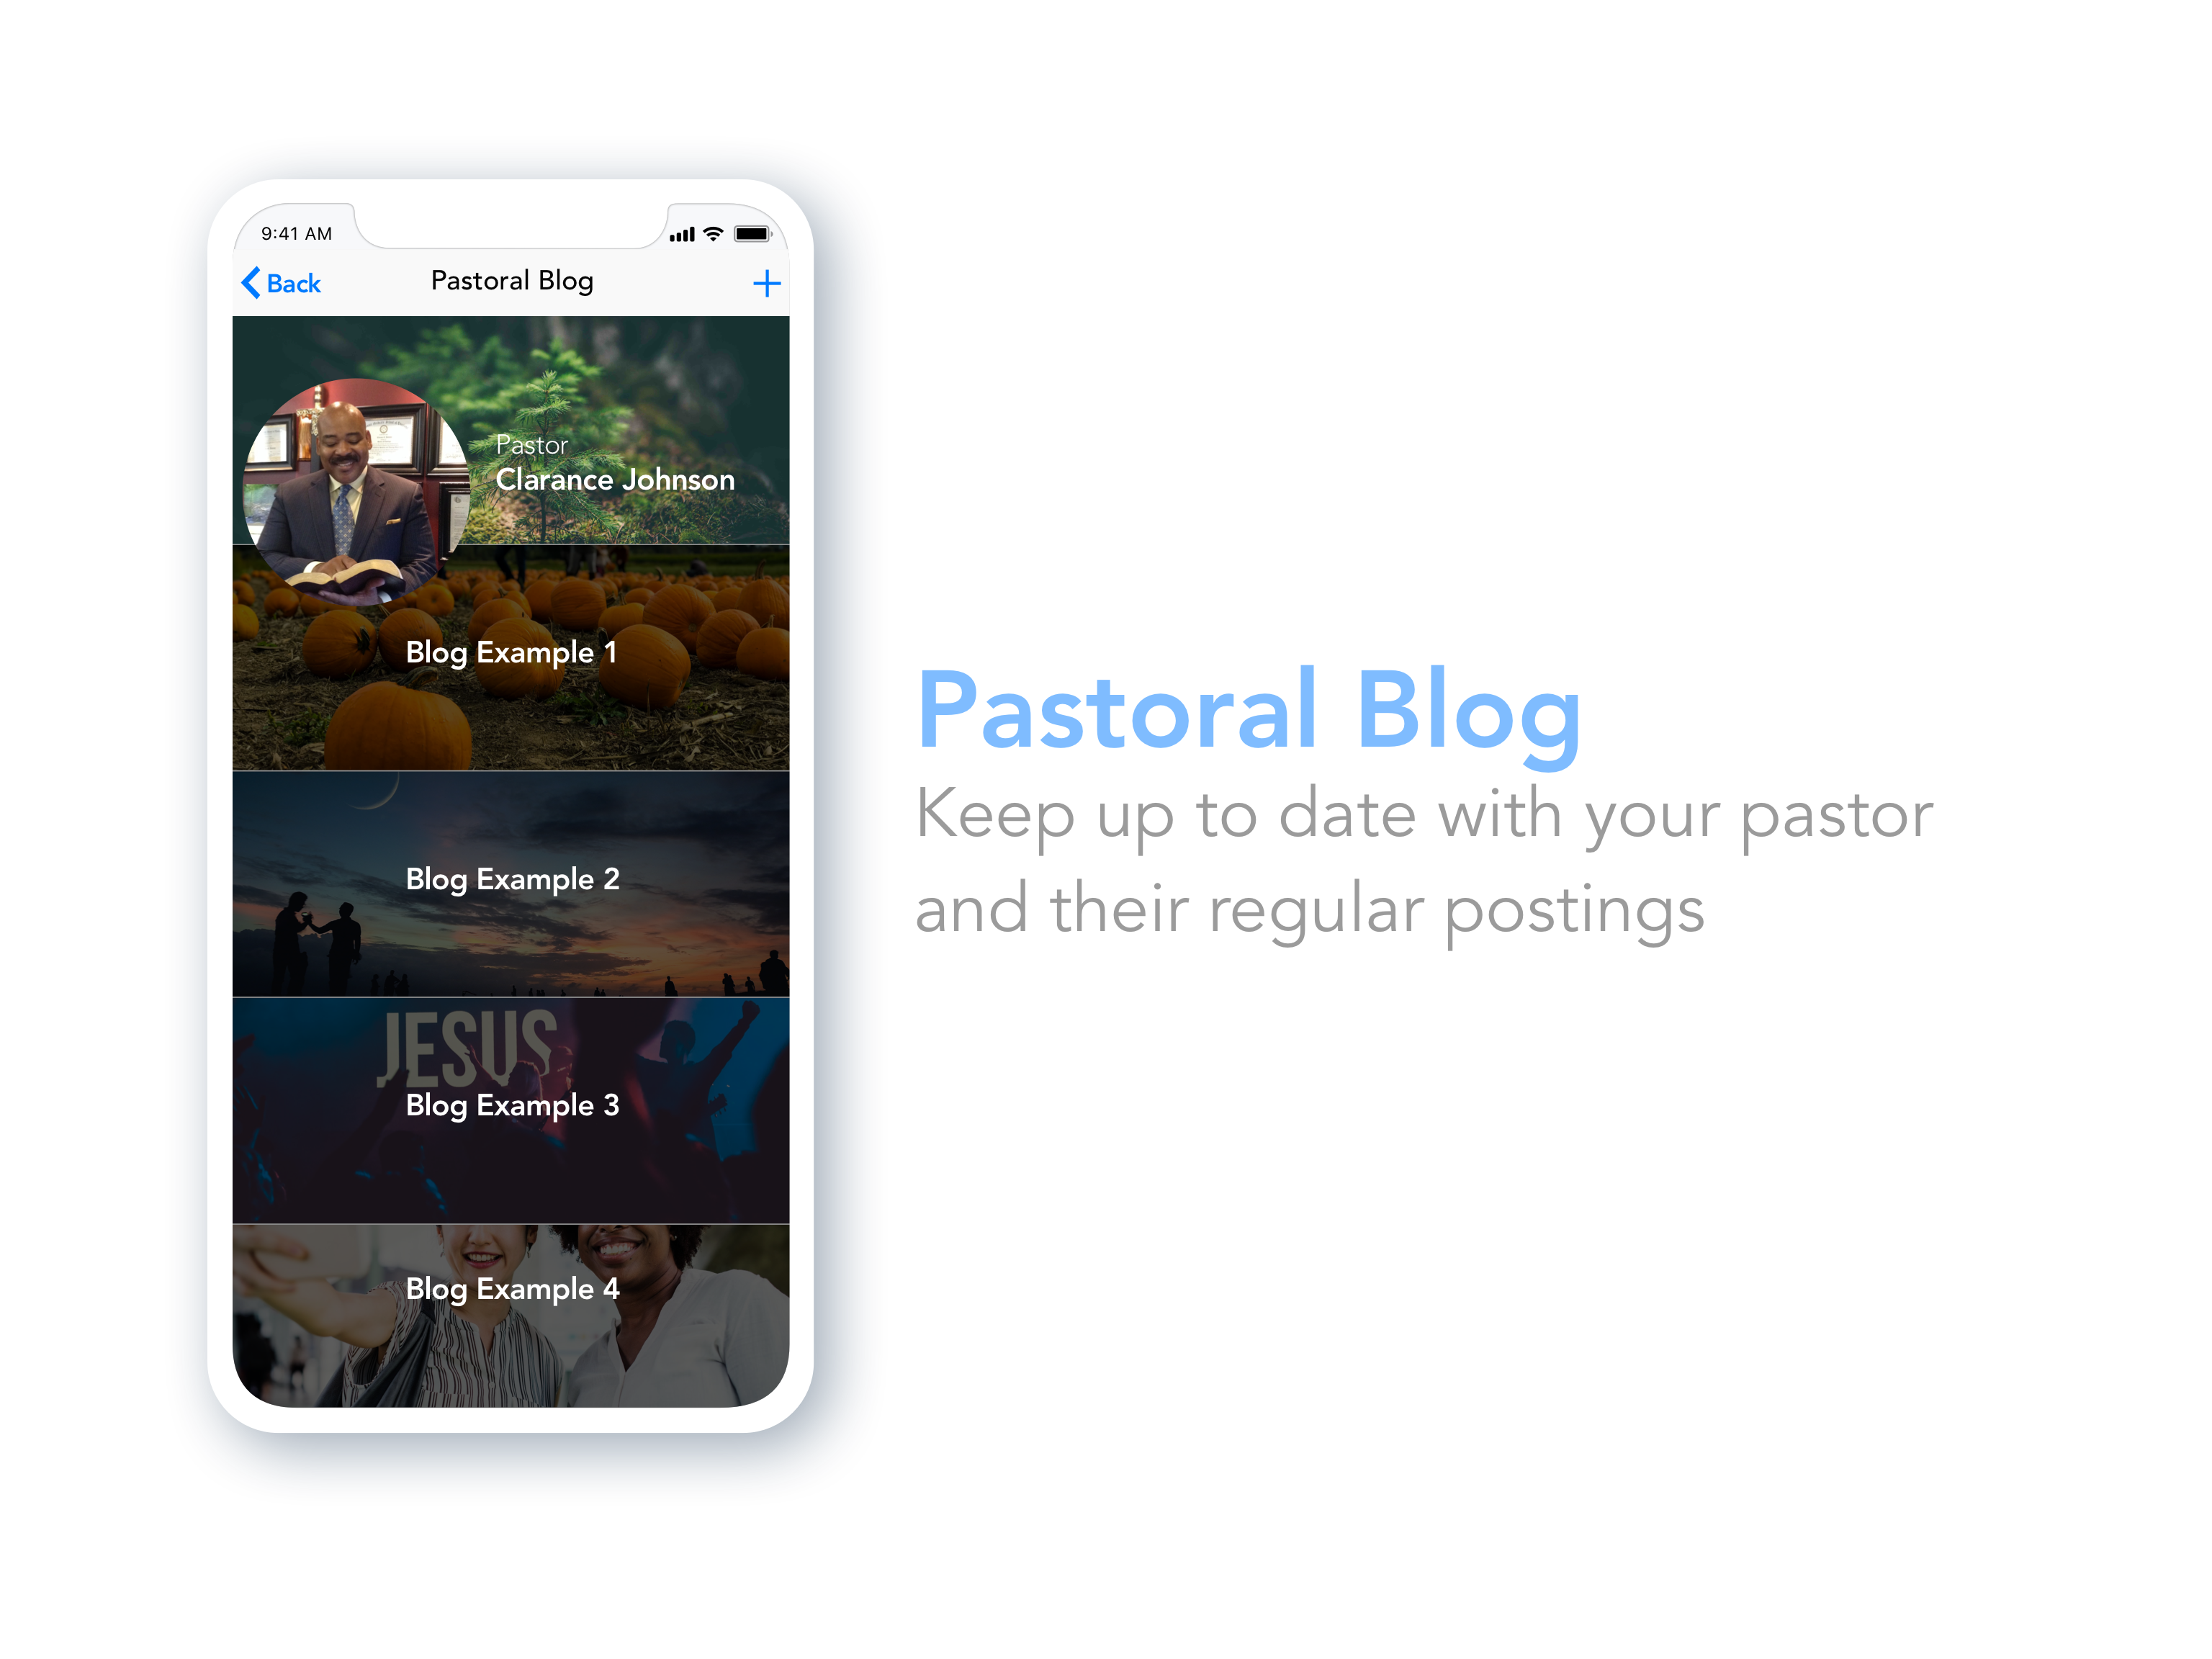 9:41 AM
Back
Pastoral Blog
Pastor
Clarance Johnson
Blog Example 1
Blog Example 2
JESUS
Blog Example 3
Blog Example 4
Pastoral Blog
Keep up to date with your pastor
and their regular postings